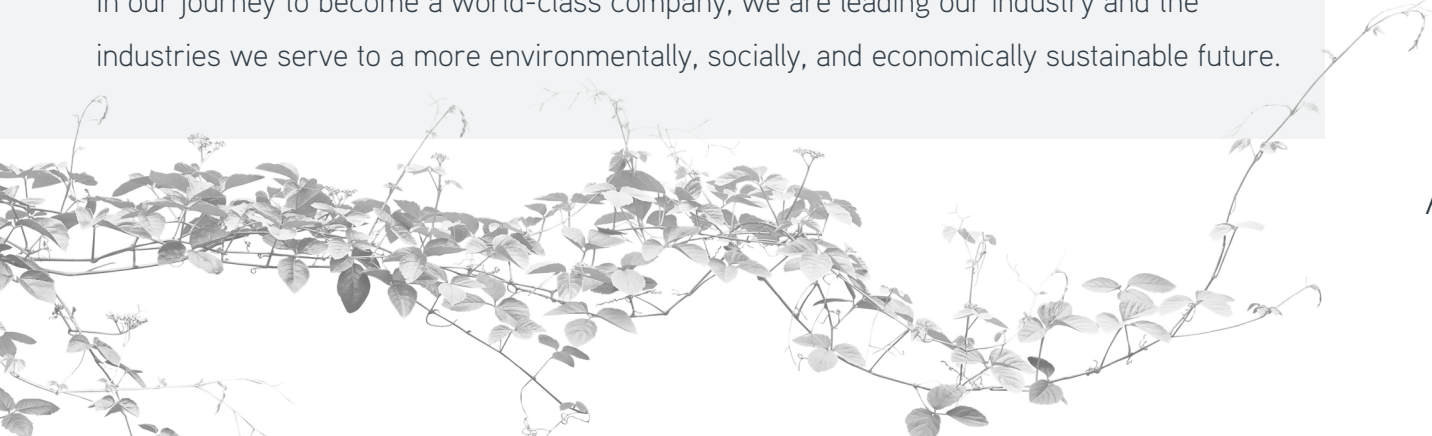 In our journey to become a world-class company, we are leading our industry and the
industries we serve to a more environmentally, socially, and economically sustainable future.